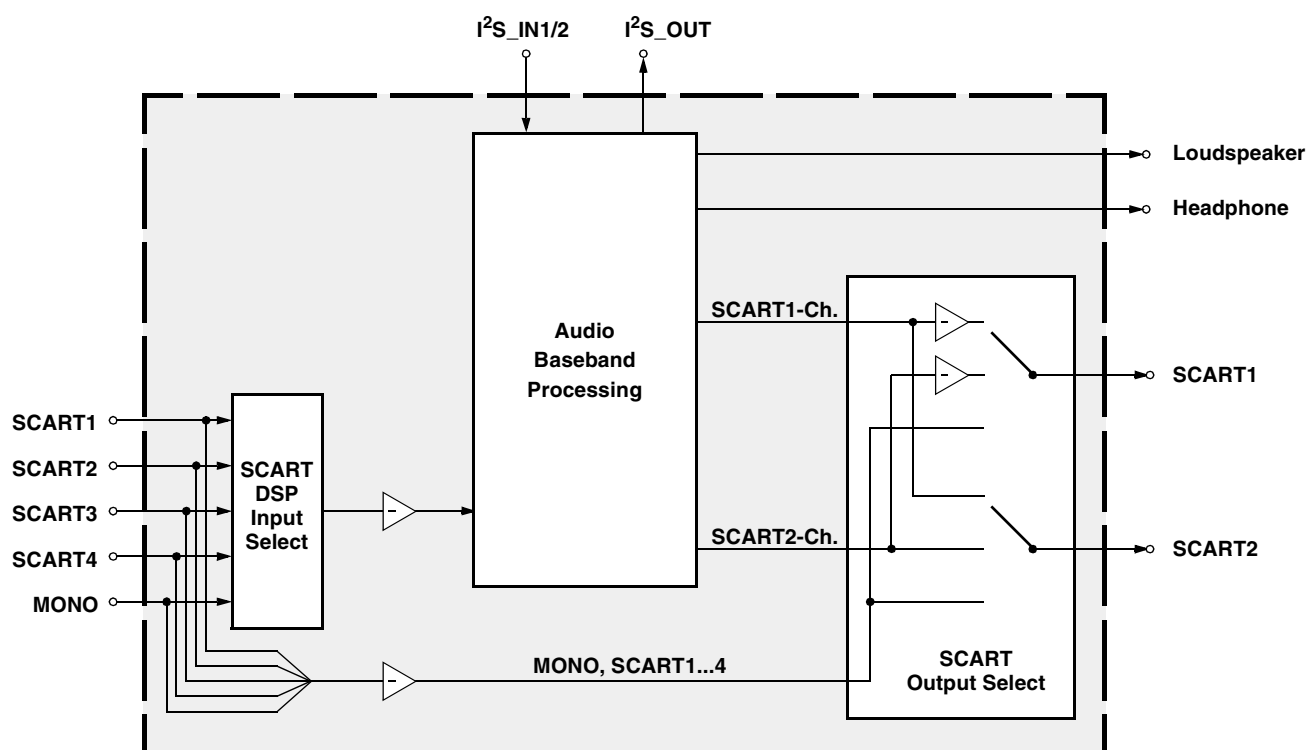 I²S_IN1/2
I²S_OUT
Loudspeaker
Headphone
SCART1-Ch.
Audio
Baseband
Processing
-
-
SCART1
SCART1
SCART2
SCART3
SCART4
MONO
SCART
DSP
Input
Select
-
SCART2-Ch.
SCART2
MONO, SCART1...4
-
SCART
Output Select